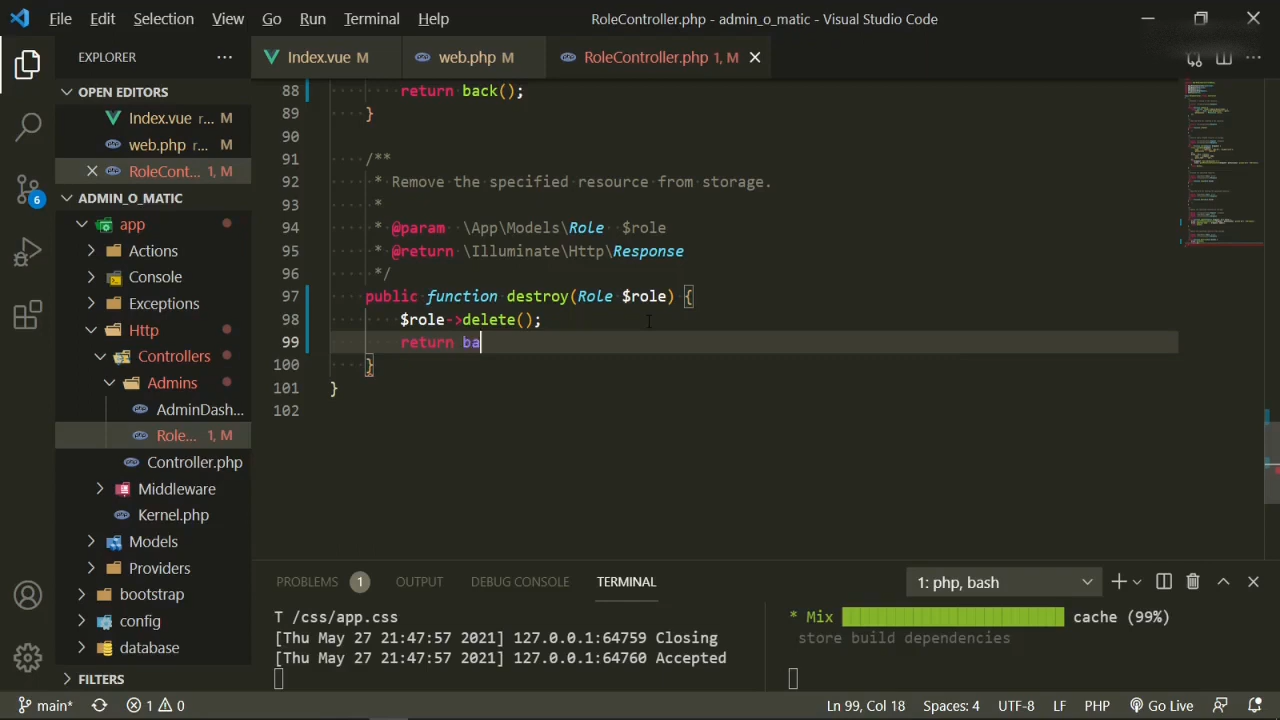 File Edit Selection View Go Run Terminal Help RoleController.php - admin_o_matic - Visual Studio Code
EXPLORER ··· Index.vue M web.php M RoleController.php 1, M
OPEN EDITORS
Index.vue r... M
web.php r... M
RoleCont... 1, M
ADMIN_O_MATIC
app
Actions
Console
Exceptions
Http
Controllers
Admins
AdminDash...
Role... 1, M
Controller.php
Middleware
Kernel.php
Models
Providers
bootstrap
config
database
FILTERS
88 return back();
89 }
90
91 /**
92 * Remove the specified resource from storage.
93 *
94 * @param \App\Models\Role $role
95 * @return \Illuminate\Http\Response
96 */
97 public function destroy(Role $role) {
98 $role->delete();
99 return ba
100 }
101 }
102
PROBLEMS 1 OUTPUT DEBUG CONSOLE TERMINAL 1: php, bash
T /css/app.css
[Thu May 27 21:47:57 2021] 127.0.0.1:64759 Closing
[Thu May 27 21:47:57 2021] 127.0.0.1:64760 Accepted
* Mix cache (99%)
store build dependencies
6
main* 1 0 Ln 99, Col 18 Spaces: 4 UTF-8 LF PHP Go Live